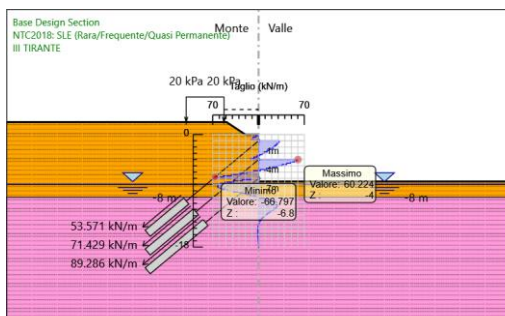 Base Design Section
NTC2018: SLE (Rara/Frequente/Quasi Permanente)
III TIRANTE
Monte
Valle
20 kPa 20 kPa
Taglio (kN/m)
70
70
0
-1m
-4m
-7m
Massimo
Valore: 60.224
Z : -4
Minimo
Valore: -66.797
Z : -6.8
-8 m
-8 m
-18
53.571 kN/m
71.429 kN/m
89.286 kN/m